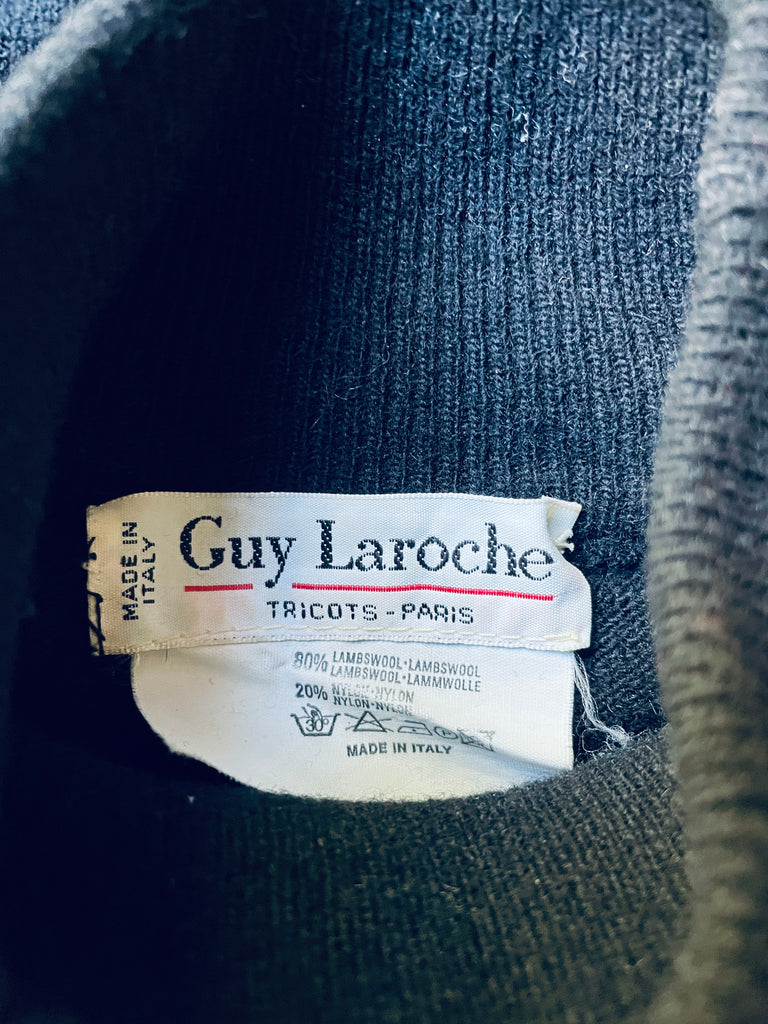 MADE IN
ITALY
Guy Laroche
TRICOTS - PARIS
80% LAMBSWOOL·LAMBSWOOL
LAMBSWOOL·LAMMWOLLE
20% NYLON·NYLON
NYLON·NYLON
30°
MADE IN ITALY